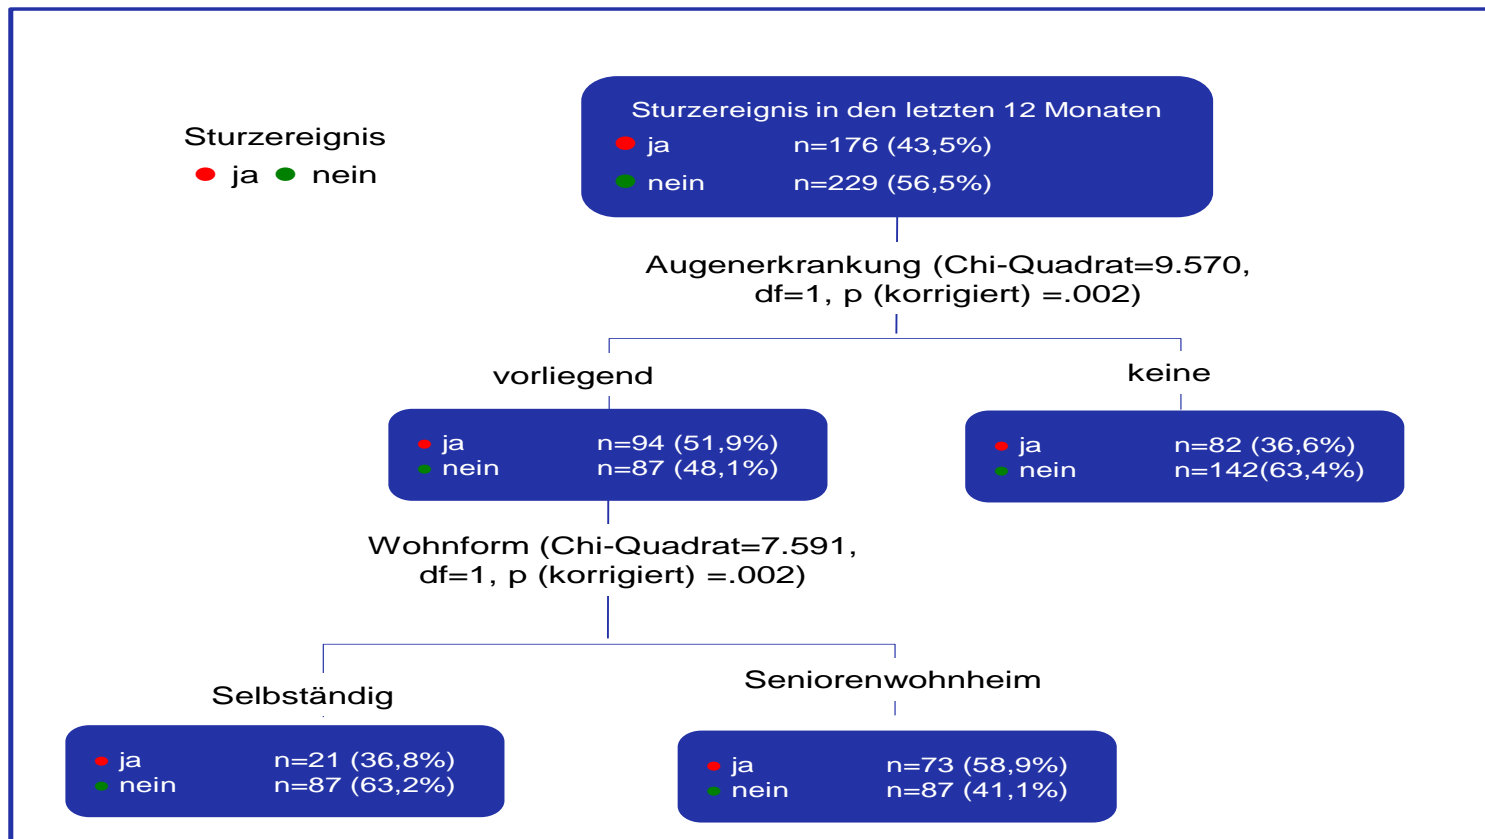 Sturzereignis
ja nein
Sturzereignis in den letzten 12 Monaten
ja n=176 (43,5%)
nein n=229 (56,5%)
Augenerkrankung (Chi-Quadrat=9.570,
df=1, p (korrigiert) =.002)
vorliegend
keine
ja n=94 (51,9%)
nein n=87 (48,1%)
ja n=82 (36,6%)
nein n=142(63,4%)
Wohnform (Chi-Quadrat=7.591,
df=1, p (korrigiert) =.002)
Selbständig
Seniorenwohnheim
ja n=21 (36,8%)
nein n=87 (63,2%)
ja n=73 (58,9%)
nein n=87 (41,1%)